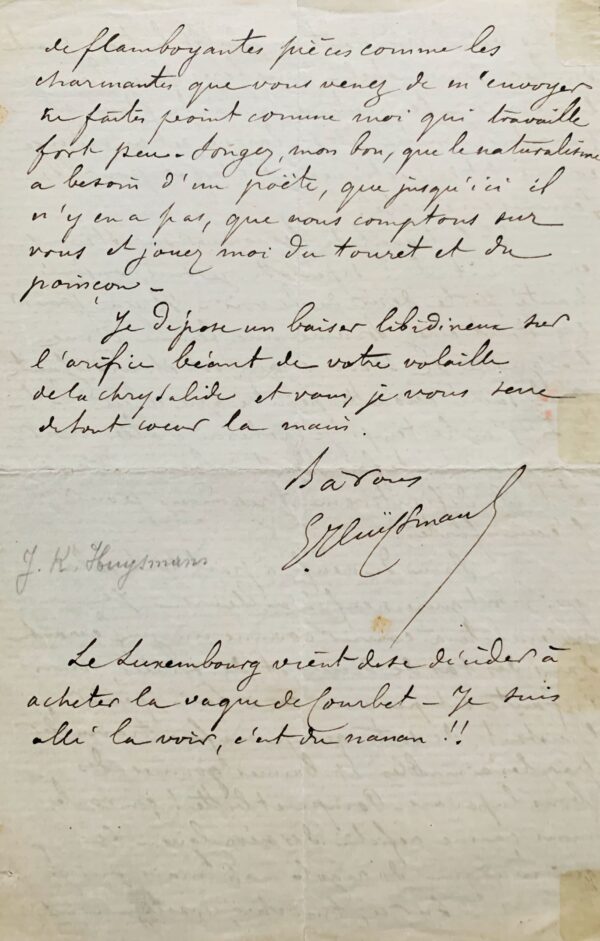 de flamboyantes pièces comme les
charmantes que vous venez de m'envoyer
ne faites point comme moi qui travaille
fort peu - Songez, mon bon, que le naturalisme
a besoin d'un poëte, que jusqu'ici il
n'y en a pas, que nous comptons sur
vous et jouez moi du touret et du
poinçon -
Je dépose un baiser libidineux sur
l'orifice béant de votre volaille
de la chrysalide et vous, je vous serre
de tout coeur la main.
Bà vous
Huÿsmans
J. K. Huysmans
Le Luxembourg vient de se décider à
acheter la vague de Courbet - Je suis
allé la voir, c'est du nanan !!